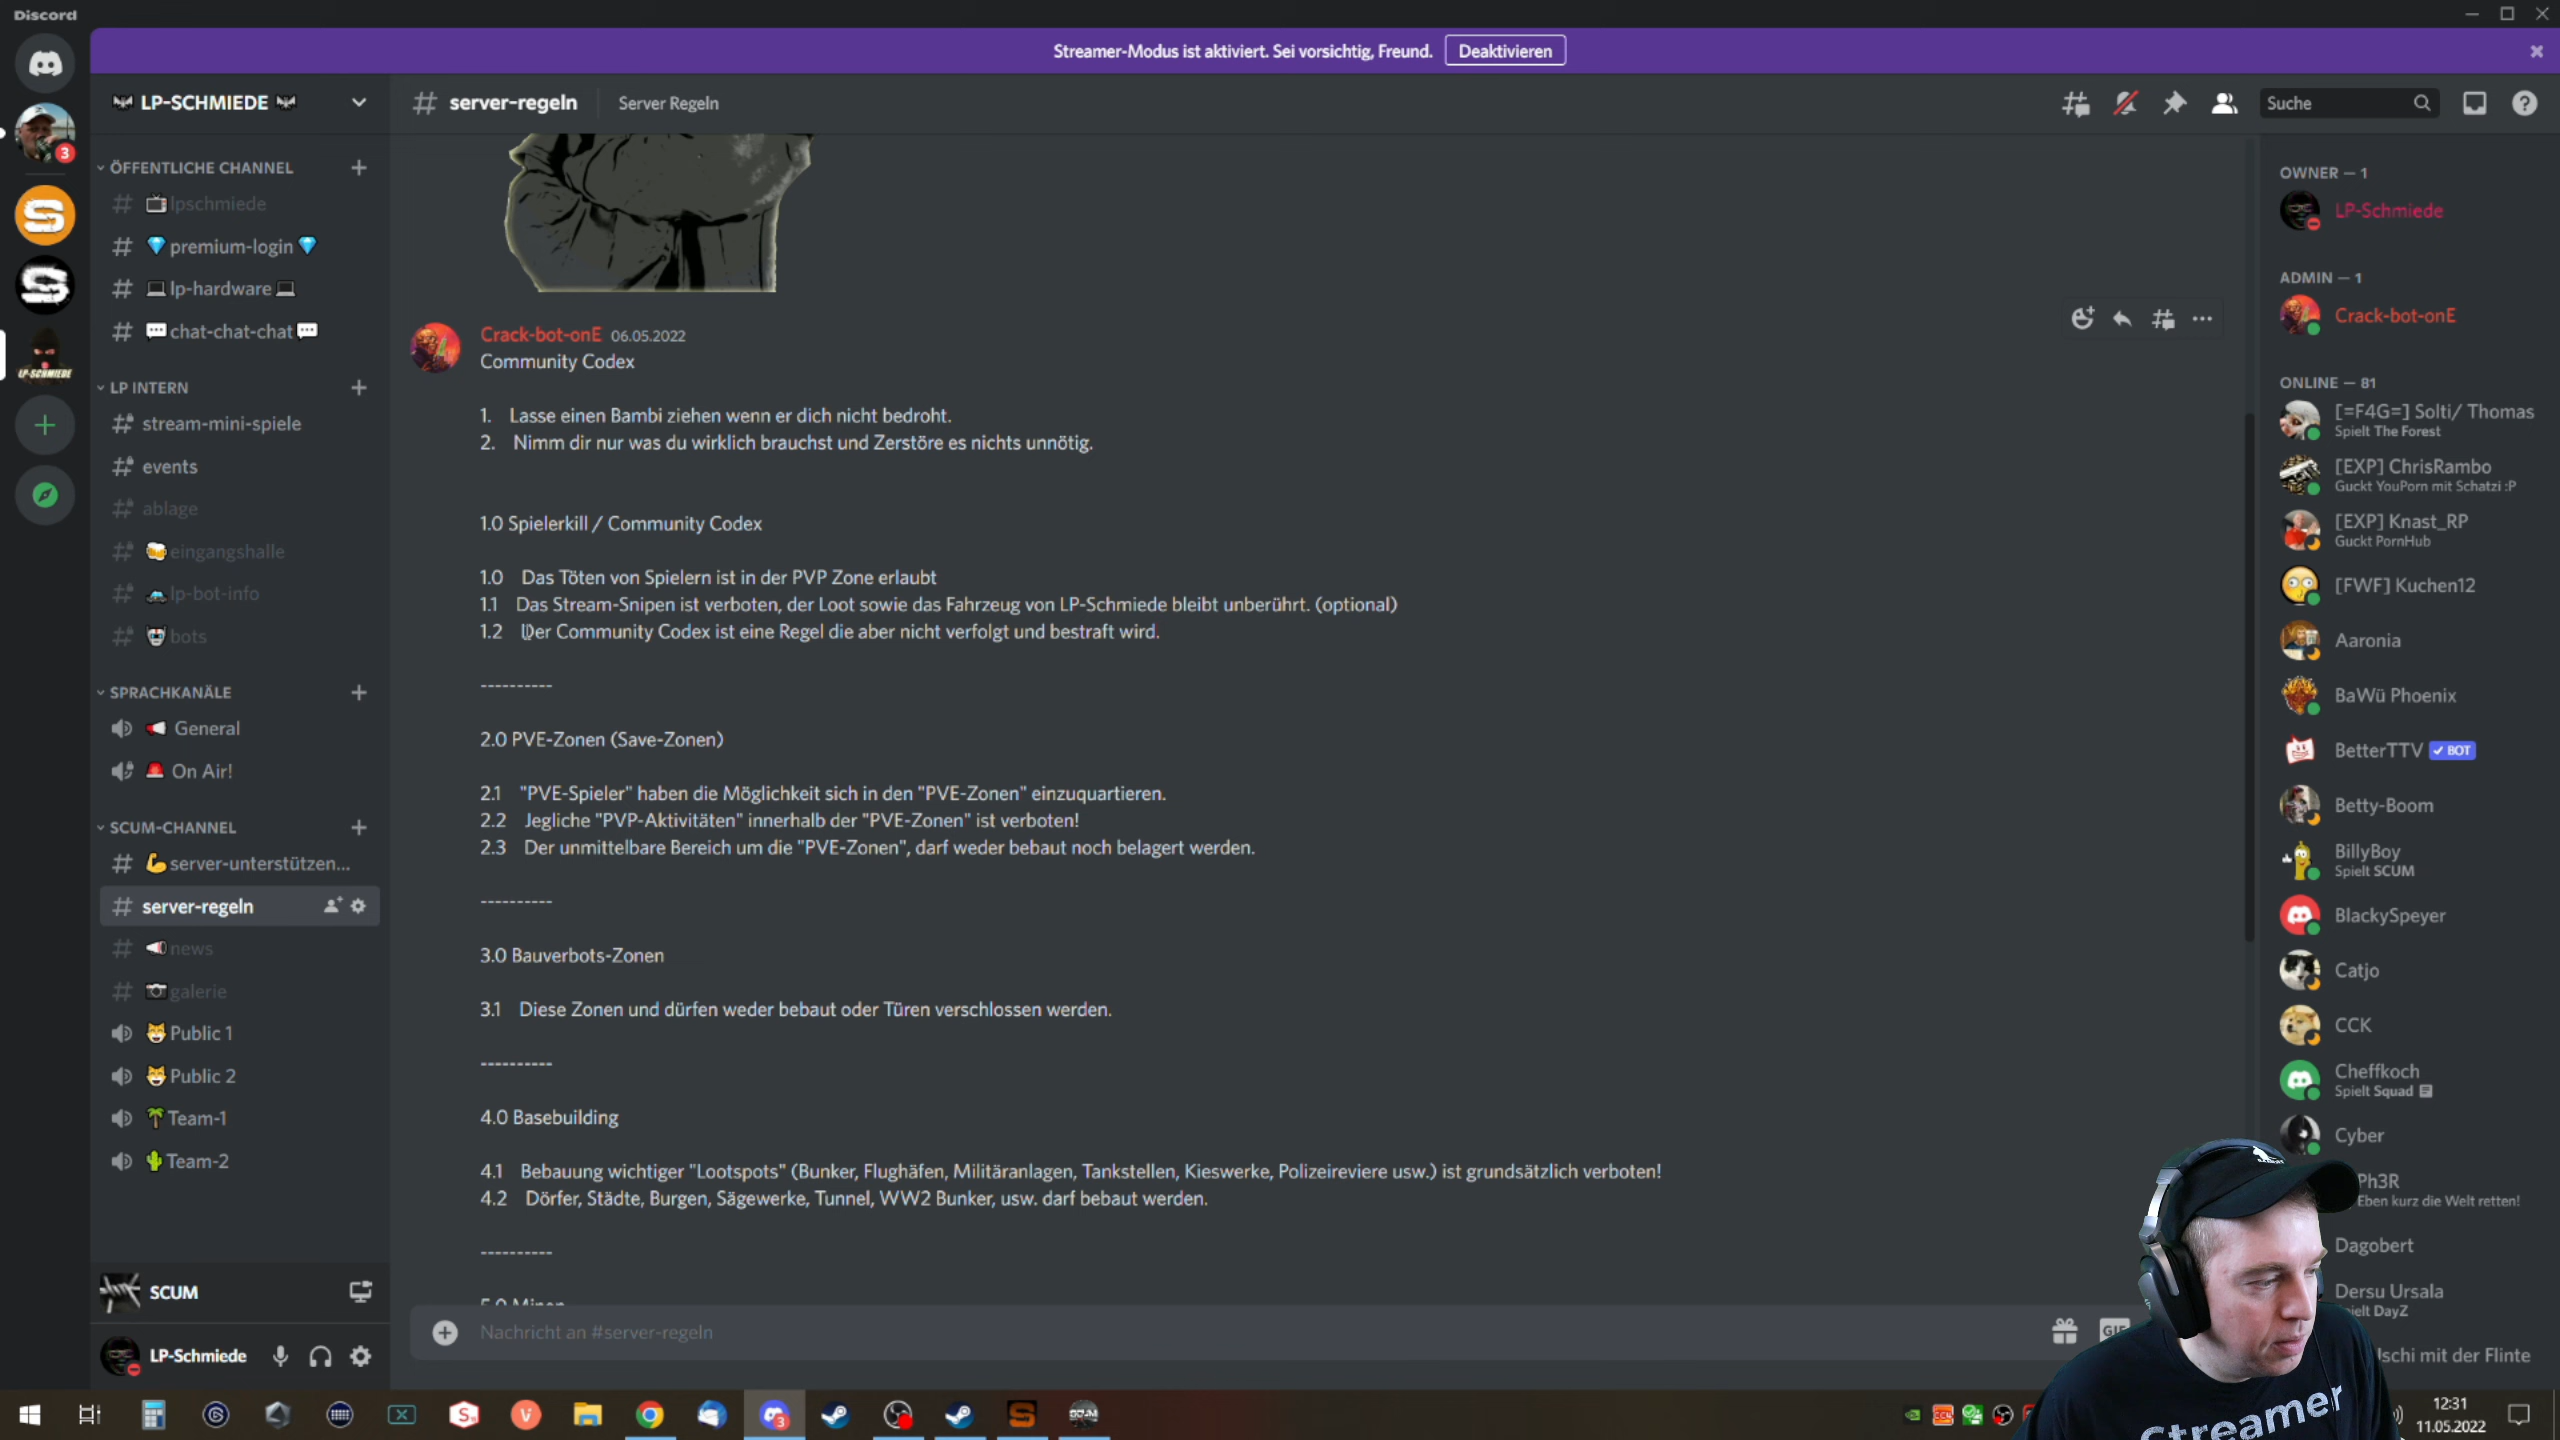 Discord
Streamer-Modus ist aktiviert. Sei vorsichtig, Freund.
Deaktivieren
LP-SCHMIEDE
server-regeln
Server Regeln
Suche
ÖFFENTLICHE CHANNEL
lpschmiede
premium-login
lp-hardware
chat-chat-chat
LP INTERN
stream-mini-spiele
events
ablage
eingangshalle
lp-bot-info
bots
SPRACHKANÄLE
General
On Air!
SCUM-CHANNEL
server-unterstützen...
server-regeln
news
galerie
Public 1
Public 2
Team-1
Team-2
SCUM
LP-Schmiede
3
LP-SCHMIEDE
Crack-bot-onE 06.05.2022
Community Codex
1. Lasse einen Bambi ziehen wenn er dich nicht bedroht.
2. Nimm dir nur was du wirklich brauchst und Zerstöre es nichts unnötig.
1.0 Spielerkill / Community Codex
1.0 Das Töten von Spielern ist in der PVP Zone erlaubt
1.1 Das Stream-Snipen ist verboten, der Loot sowie das Fahrzeug von LP-Schmiede bleibt unberührt. (optional)
1.2 Der Community Codex ist eine Regel die aber nicht verfolgt und bestraft wird.
----------
2.0 PVE-Zonen (Save-Zonen)
2.1 "PVE-Spieler" haben die Möglichkeit sich in den "PVE-Zonen" einzuquartieren.
2.2 Jegliche "PVP-Aktivitäten" innerhalb der "PVE-Zonen" ist verboten!
2.3 Der unmittelbare Bereich um die "PVE-Zonen", darf weder bebaut noch belagert werden.
----------
3.0 Bauverbots-Zonen
3.1 Diese Zonen und dürfen weder bebaut oder Türen verschlossen werden.
----------
4.0 Basebuilding
4.1 Bebauung wichtiger "Lootspots" (Bunker, Flughäfen, Militäranlagen, Tankstellen, Kieswerke, Polizeireviere usw.) ist grundsätzlich verboten!
4.2 Dörfer, Städte, Burgen, Sägewerke, Tunnel, WW2 Bunker, usw. darf bebaut werden.
----------
5.0 Minen
Nachricht an #server-regeln
GIF
OWNER – 1
LP-Schmiede
ADMIN – 1
Crack-bot-onE
ONLINE – 81
[=F4G=] Solti/ Thomas
Spielt The Forest
[EXP] ChrisRambo
Guckt YouPorn mit Schatzi :P
[EXP] Knast_RP
Guckt PornHub
[FWF] Kuchen12
Aaronia
BaWü Phoenix
BetterTTV BOT
Betty-Boom
BillyBoy
Spielt SCUM
BlackySpeyer
Catjo
CCK
Cheffkoch
Spielt Squad
Cyber
Ph3R
Eben kurz die Welt retten!
Dagobert
Dersu Ursala
ielt DayZ
schi mit der Flinte
Streamer
12:31
11.05.2022